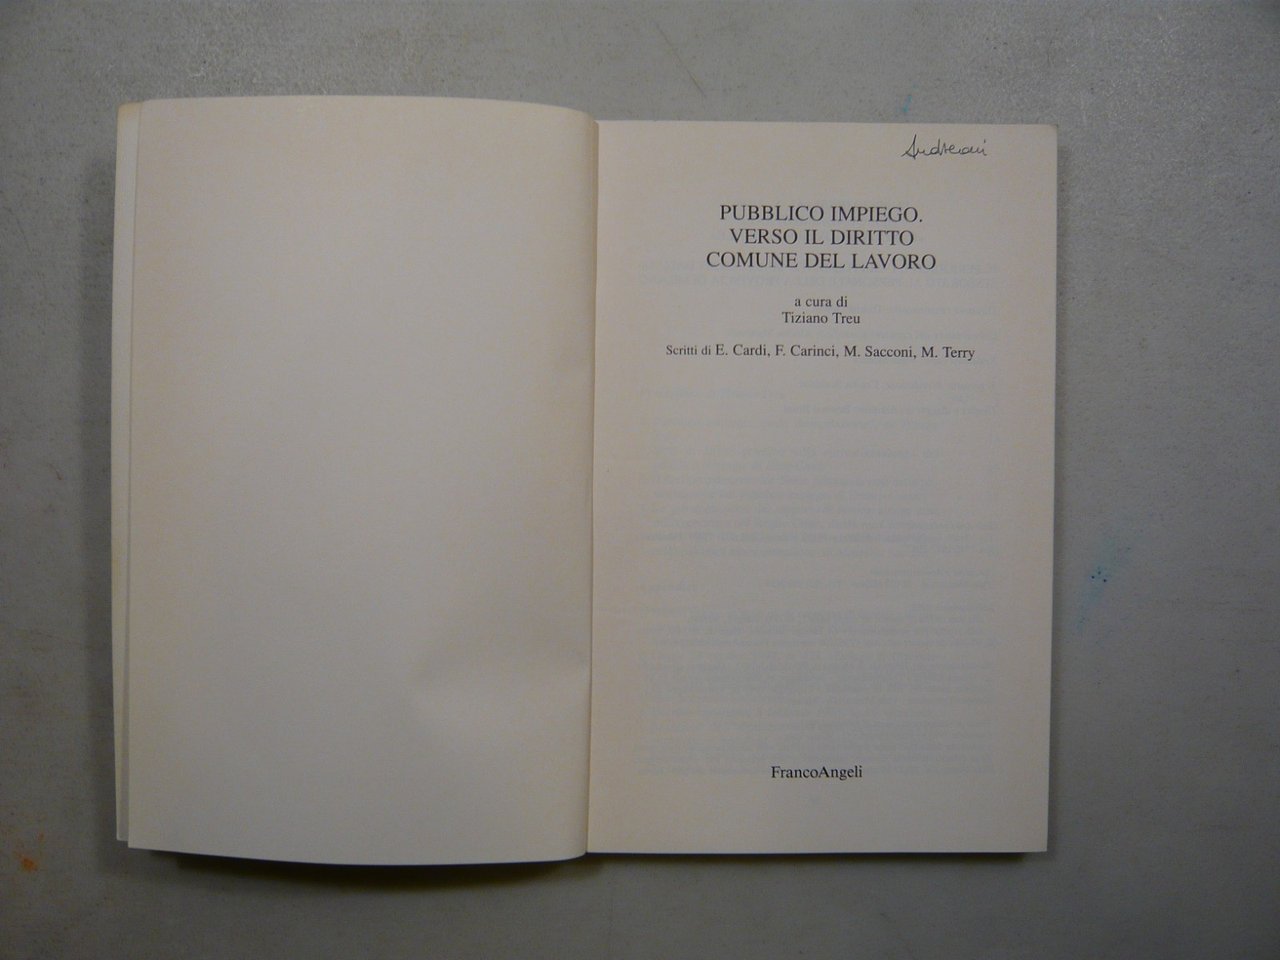 Andreani
PUBBLICO IMPIEGO.
VERSO IL DIRITTO
COMUNE DEL LAVORO
a cura di
Tiziano Treu
Scritti di E. Cardi, F. Carinci, M. Sacconi, M. Terry
FrancoAngeli